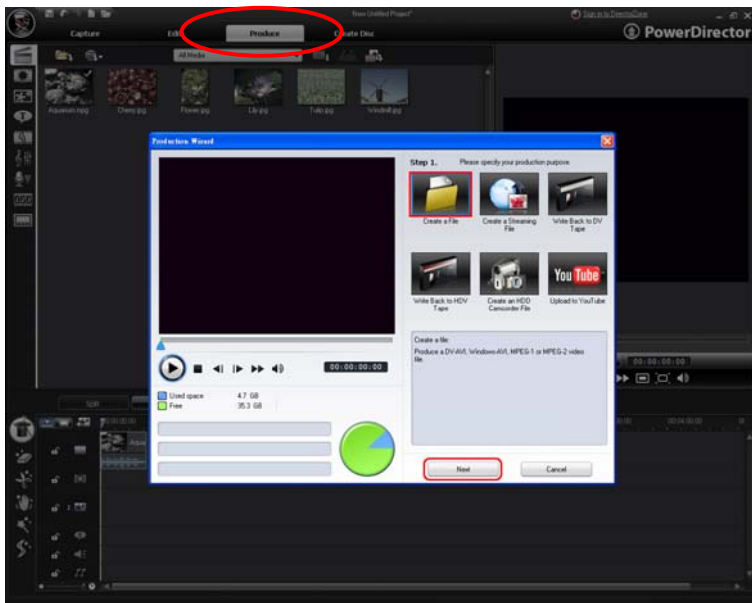 New Untitled Project*
Sign in to DirectorZone
Capture
Edit
Produce
Create Disc
PowerDirector
All Media
Aquarium.mpg
Cherry.jpg
Flower.jpg
Lily.jpg
Tulip.jpg
Windmill.jpg
Production Wizard
Step 1. Please specify your production purpose.
Create a File
Create a Streaming File
Write Back to DV Tape
Write Back to HDV Tape
Create an HDD Camcorder File
You Tube
Upload to YouTube
Create a file:
Produce a DV-AVI, Windows AVI, MPEG-1 or MPEG-2 video file.
00:00:00:00
Used space 4.7 GB
Free 35.3 GB
Next
Cancel
00:00:00:00
Split